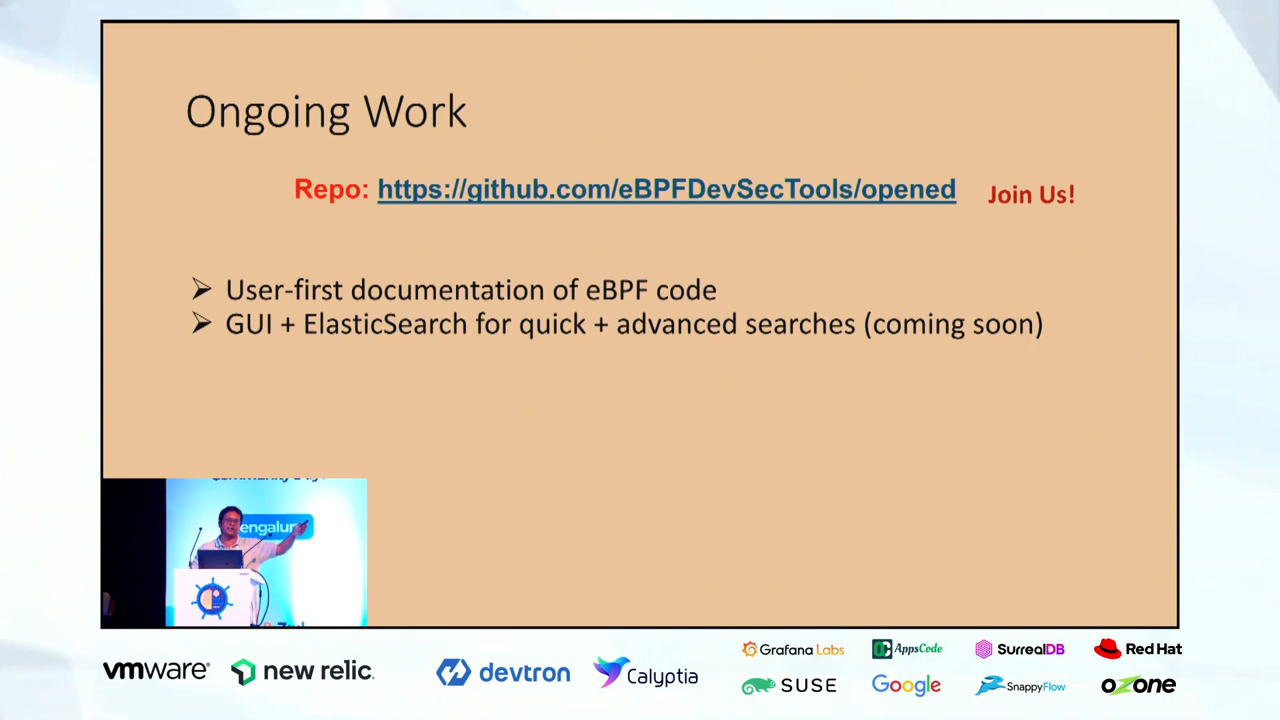 Ongoing Work
Repo: https://github.com/eBPFDevSecTools/opened Join Us!
➢ User-first documentation of eBPF code
➢ GUI + ElasticSearch for quick + advanced searches (coming soon)
engaluru
vmware®
new relic.
devtron
Calyptia
Grafana Labs
AppsCode
SurrealDB
Red Hat
SUSE
Google
SnappyFlow
OZONE